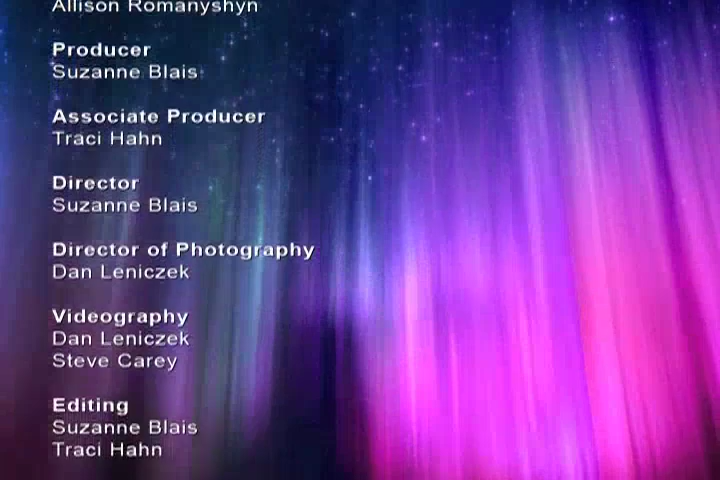 Allison Romanyshyn
Producer
Suzanne Blais
Associate Producer
Traci Hahn
Director
Suzanne Blais
Director of Photography
Dan Leniczek
Videography
Dan Leniczek
Steve Carey
Editing
Suzanne Blais
Traci Hahn